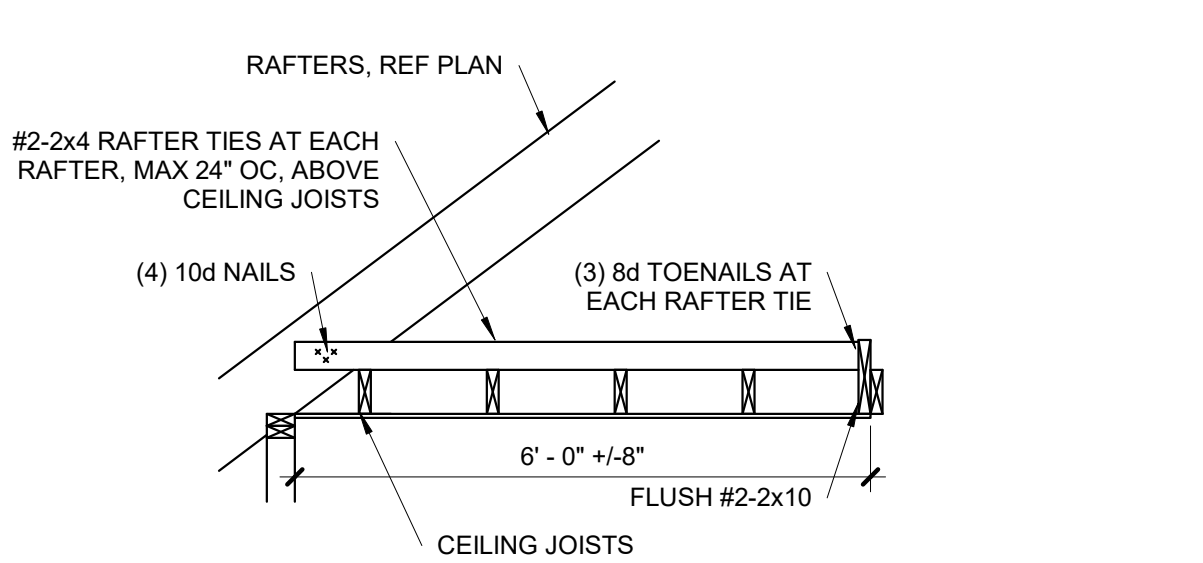 RAFTERS, REF PLAN
#2-2x4 RAFTER TIES AT EACH
RAFTER, MAX 24" OC, ABOVE
CEILING JOISTS
(4) 10d NAILS
(3) 8d TOENAILS AT
EACH RAFTER TIE
6' - 0" +/-8"
FLUSH #2-2x10
CEILING JOISTS